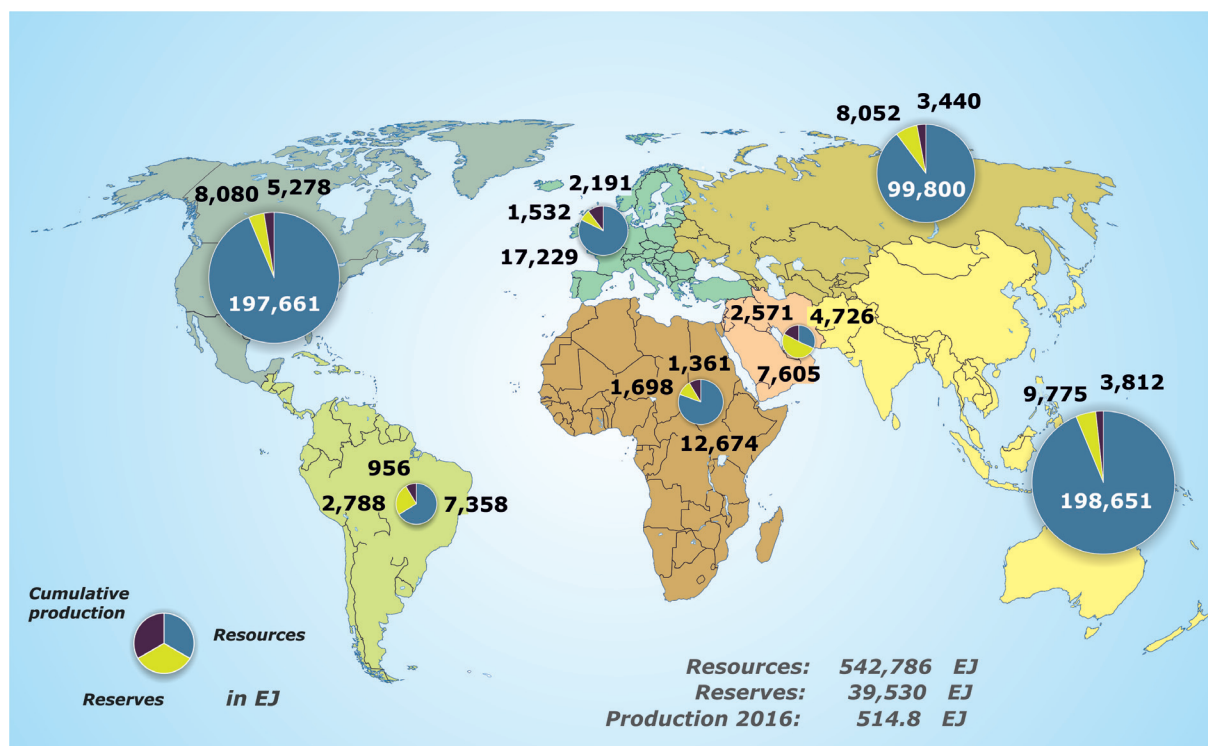 8,052 3,440
99,800
8,080 5,278
197,661
2,191
1,532
17,229
2,571 4,726
7,605
1,361
1,698
12,674
9,775 3,812
198,651
956
2,788 7,358
Cumulative
production
Resources
Reserves in EJ
Resources: 542,786 EJ
Reserves: 39,530 EJ
Production 2016: 514.8 EJ